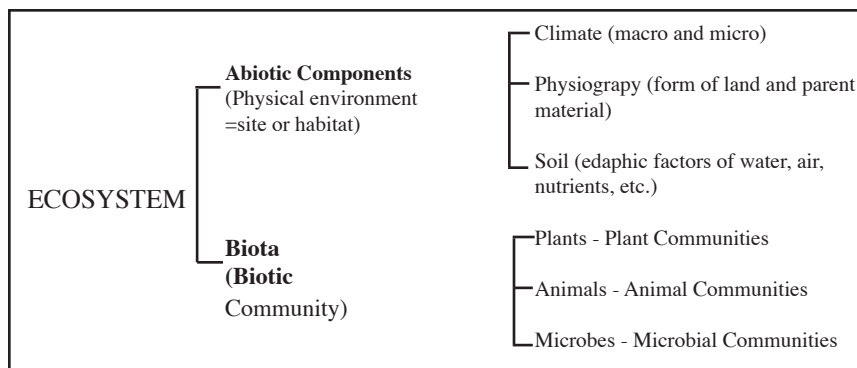 ECOSYSTEM
Abiotic Components
(Physical environment
=site or habitat)
Climate (macro and micro)
Physiograpy (form of land and parent
material)
Soil (edaphic factors of water, air,
nutrients, etc.)
Biota
(Biotic
Community)
Plants - Plant Communities
Animals - Animal Communities
Microbes - Microbial Communities